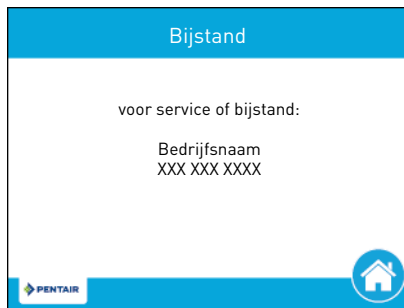 Bijstand
voor service of bijstand:
Bedrijfsnaam
XXX XXX XXXX
PENTAIR